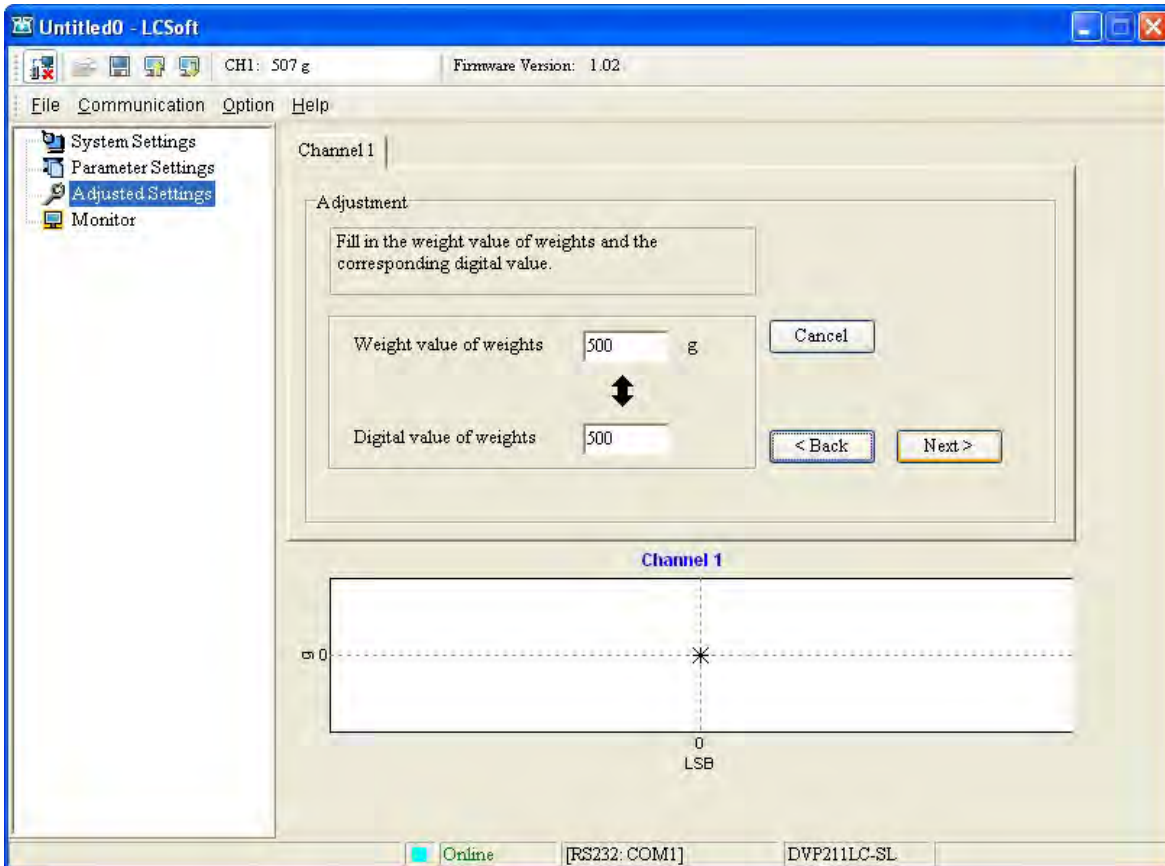 Untitled0 - LCSoft
CH1: 507 g Firmware Version: 1.02
File Communication Option Help
System Settings
Parameter Settings
Adjusted Settings
Monitor
Channel 1
Adjustment
Fill in the weight value of weights and the
corresponding digital value.
Weight value of weights 500 g
Cancel
Digital value of weights 500
< Back Next >
Channel 1
g 0
0
LSB
Online [RS232: COM1] DVP211LC-SL